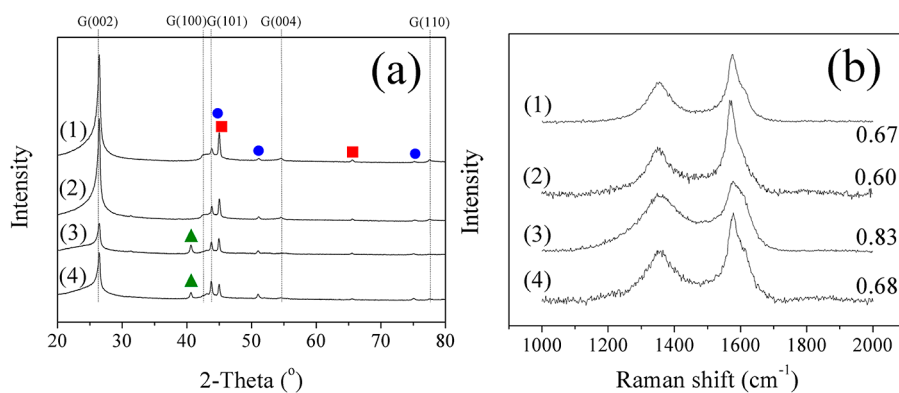 G(002) G(100) G(101) G(004) G(110)
(a)
(1)
(2)
(3)
(4)
Intensity
20 30 40 50 60 70 80
2-Theta (°)
(b)
(1)
0.67
(2)
0.60
(3)
0.83
(4)
0.68
Intensity
1000 1200 1400 1600 1800 2000
Raman shift (cm⁻¹)